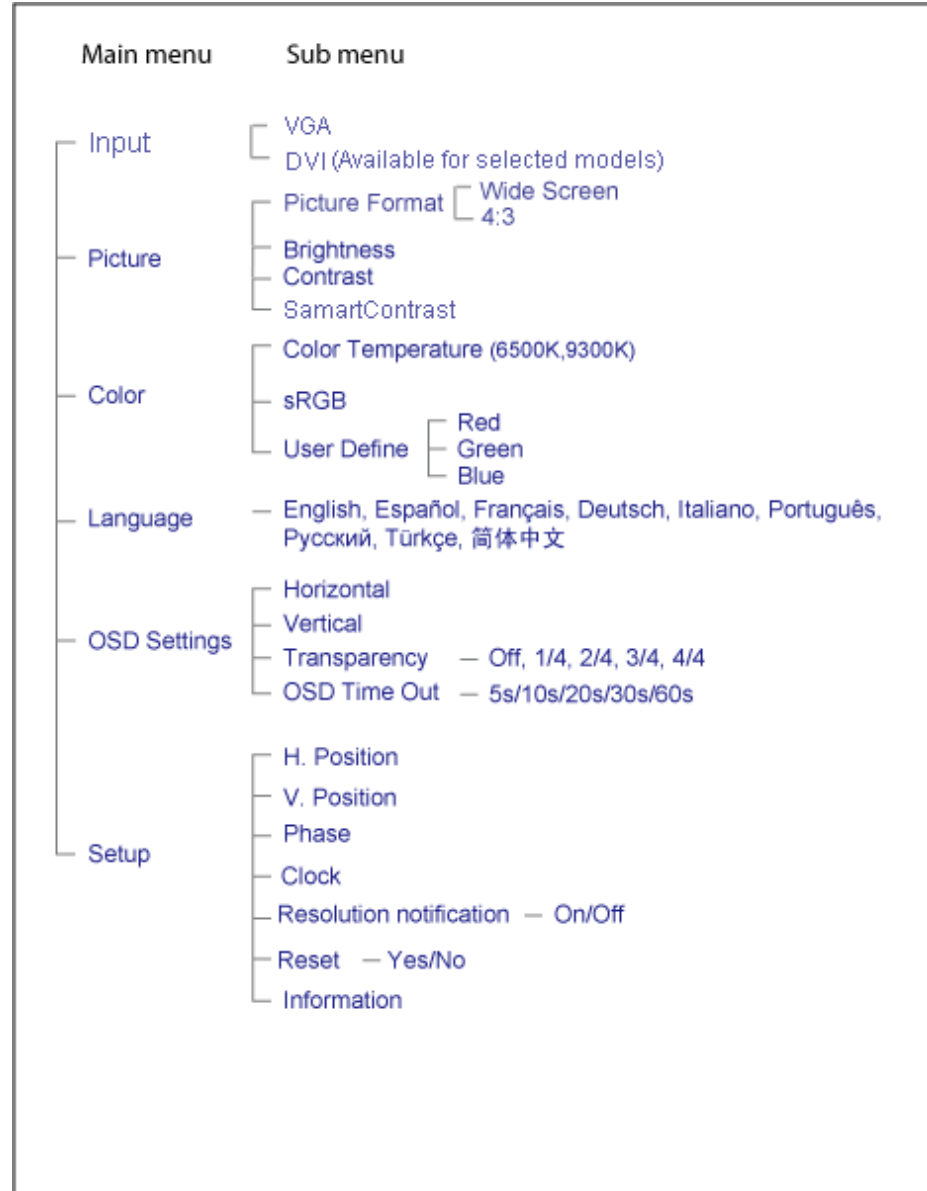 Main menu Sub menu
Input VGA
DVI (Available for selected models)
Picture Format Wide Screen
4:3
Picture Brightness
Contrast
SamartContrast
Color Temperature (6500K,9300K)
Color sRGB
Red
User Define Green
Blue
Language English, Español, Français, Deutsch, Italiano, Português,
Русский, Türkçe, 简体中文
Horizontal
Vertical
OSD Settings
Transparency Off, 1/4, 2/4, 3/4, 4/4
OSD Time Out 5s/10s/20s/30s/60s
H. Position
V. Position
Phase
Setup
Clock
Resolution notification On/Off
Reset Yes/No
Information